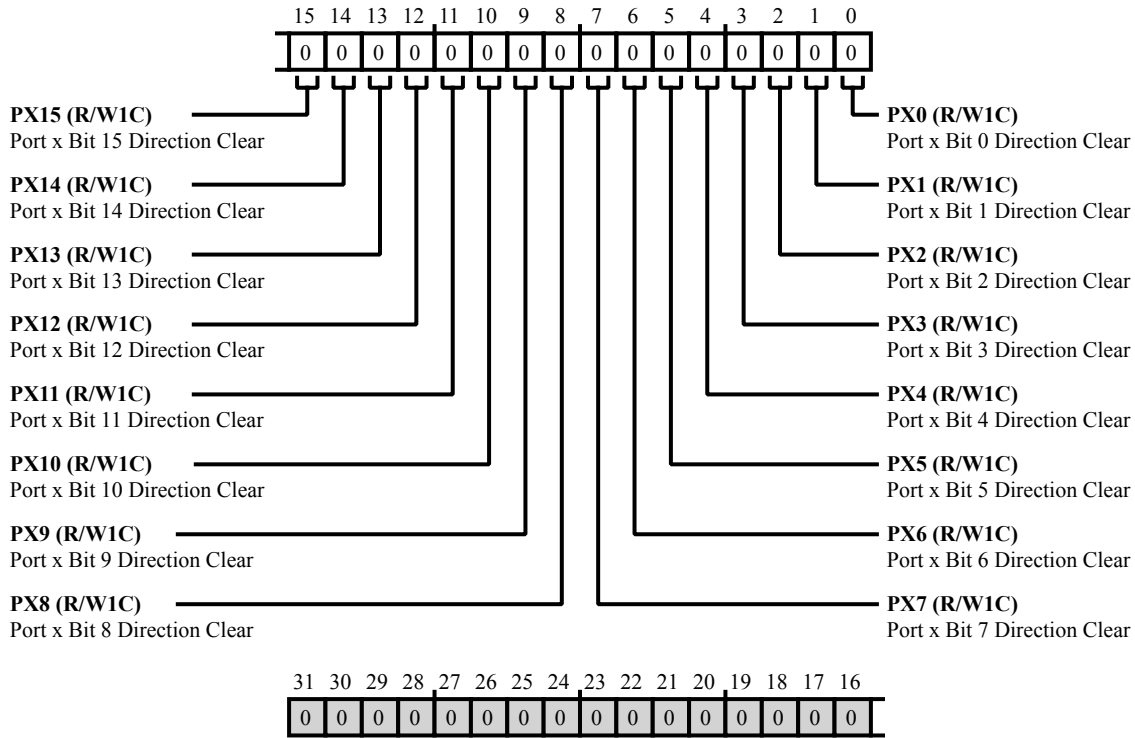 15 14 13 12 11 10 9 8 7 6 5 4 3 2 1 0
0 0 0 0 0 0 0 0 0 0 0 0 0 0 0 0
PX15 (R/W1C)
Port x Bit 15 Direction Clear
PX14 (R/W1C)
Port x Bit 14 Direction Clear
PX13 (R/W1C)
Port x Bit 13 Direction Clear
PX12 (R/W1C)
Port x Bit 12 Direction Clear
PX11 (R/W1C)
Port x Bit 11 Direction Clear
PX10 (R/W1C)
Port x Bit 10 Direction Clear
PX9 (R/W1C)
Port x Bit 9 Direction Clear
PX8 (R/W1C)
Port x Bit 8 Direction Clear
PX0 (R/W1C)
Port x Bit 0 Direction Clear
PX1 (R/W1C)
Port x Bit 1 Direction Clear
PX2 (R/W1C)
Port x Bit 2 Direction Clear
PX3 (R/W1C)
Port x Bit 3 Direction Clear
PX4 (R/W1C)
Port x Bit 4 Direction Clear
PX5 (R/W1C)
Port x Bit 5 Direction Clear
PX6 (R/W1C)
Port x Bit 6 Direction Clear
PX7 (R/W1C)
Port x Bit 7 Direction Clear
31 30 29 28 27 26 25 24 23 22 21 20 19 18 17 16
0 0 0 0 0 0 0 0 0 0 0 0 0 0 0 0